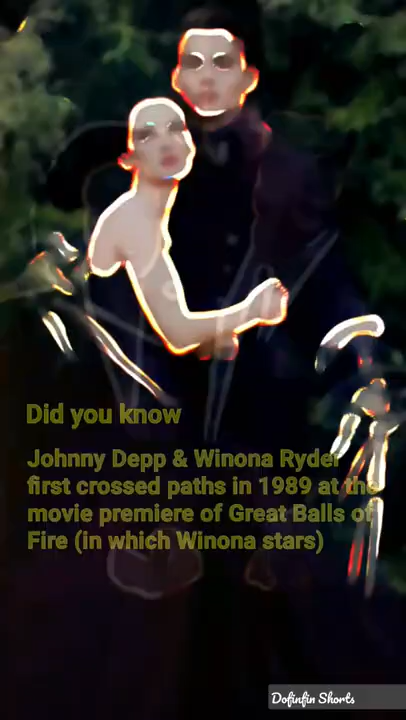 Did you know
Johnny Depp & Winona Ryder
first crossed paths in 1989 at the
movie premiere of Great Balls of
Fire (in which Winona stars)
Dofinfin Shorts